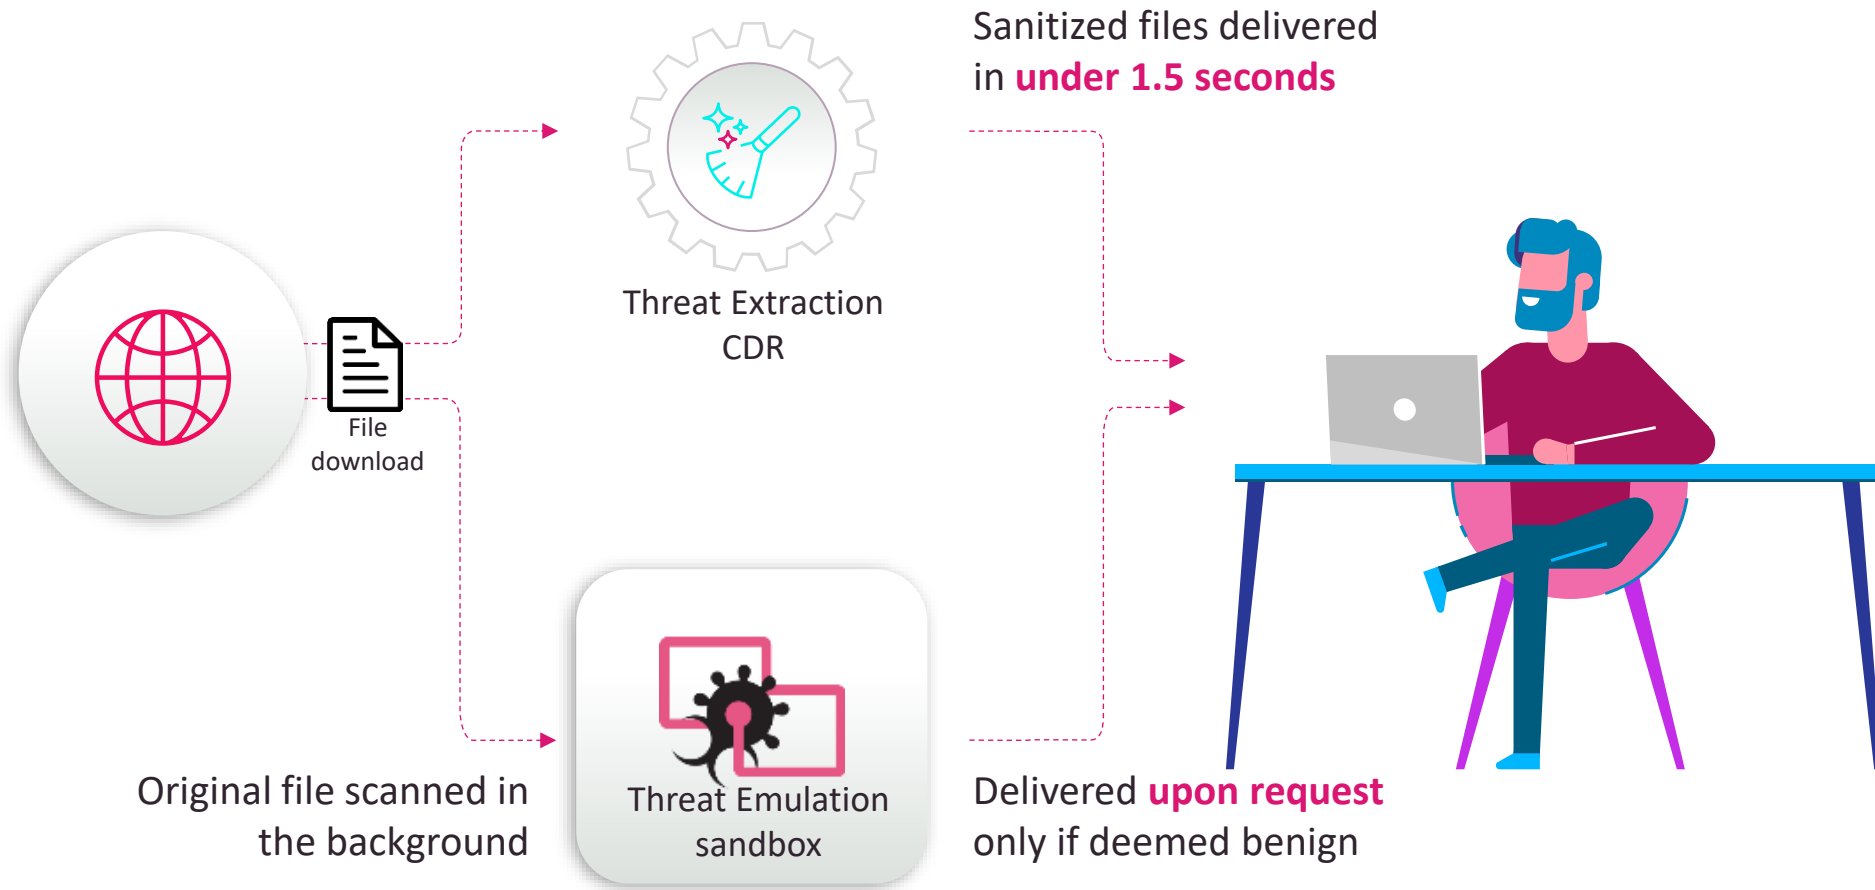 Sanitized files delivered
in under 1.5 seconds
Threat Extraction
CDR
File
download
Original file scanned in
the background
Threat Emulation
sandbox
Delivered upon request
only if deemed benign